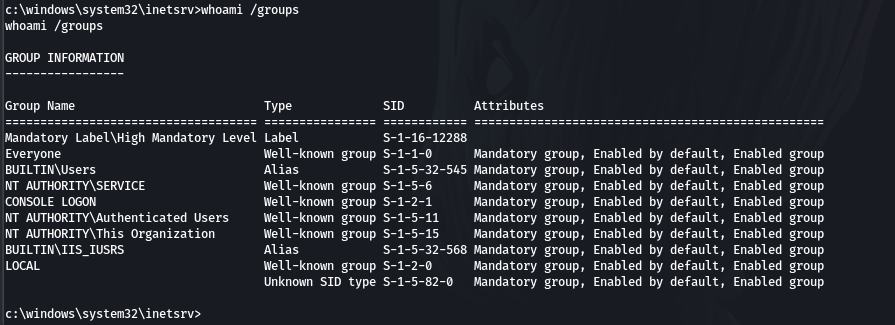 c:\windows\system32\inetsrv>whoami /groups
whoami /groups
GROUP INFORMATION
-----------------
Group Name                           Type             SID          Attributes
==================================== ================ ============ ==================================================
Mandatory Label\High Mandatory Level Label            S-1-16-12288
Everyone                             Well-known group S-1-1-0      Mandatory group, Enabled by default, Enabled group
BUILTIN\Users                        Alias            S-1-5-32-545 Mandatory group, Enabled by default, Enabled group
NT AUTHORITY\SERVICE                 Well-known group S-1-5-6      Mandatory group, Enabled by default, Enabled group
CONSOLE LOGON                        Well-known group S-1-2-1      Mandatory group, Enabled by default, Enabled group
NT AUTHORITY\Authenticated Users     Well-known group S-1-5-11     Mandatory group, Enabled by default, Enabled group
NT AUTHORITY\This Organization       Well-known group S-1-5-15     Mandatory group, Enabled by default, Enabled group
BUILTIN\IIS_IUSRS                    Alias            S-1-5-32-568 Mandatory group, Enabled by default, Enabled group
LOCAL                                Well-known group S-1-2-0      Mandatory group, Enabled by default, Enabled group
                                     Unknown SID type S-1-5-82-0   Mandatory group, Enabled by default, Enabled group
c:\windows\system32\inetsrv>